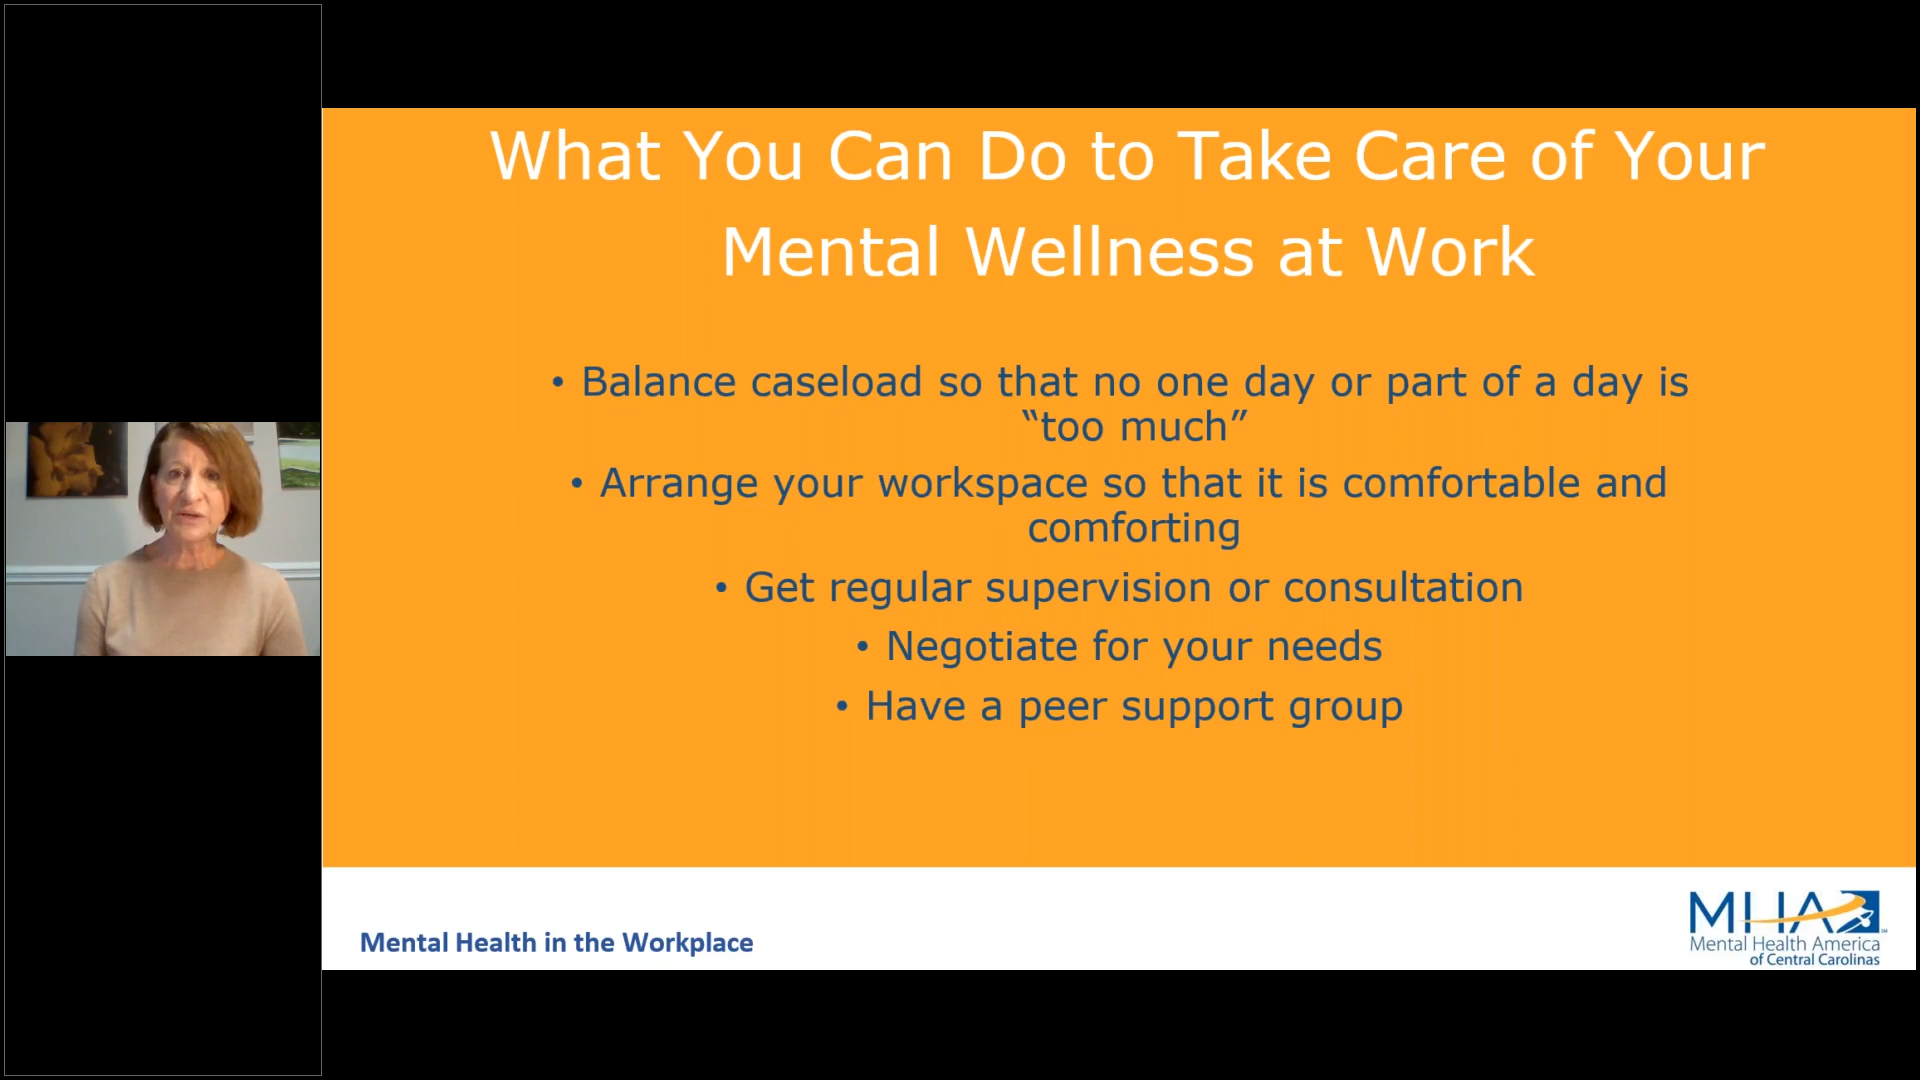 What You Can Do to Take Care of Your
Mental Wellness at Work
• Balance caseload so that no one day or part of a day is
“too much”
• Arrange your workspace so that it is comfortable and
comforting
• Get regular supervision or consultation
• Negotiate for your needs
• Have a peer support group
Mental Health in the Workplace
MHA
Mental Health America
of Central Carolinas